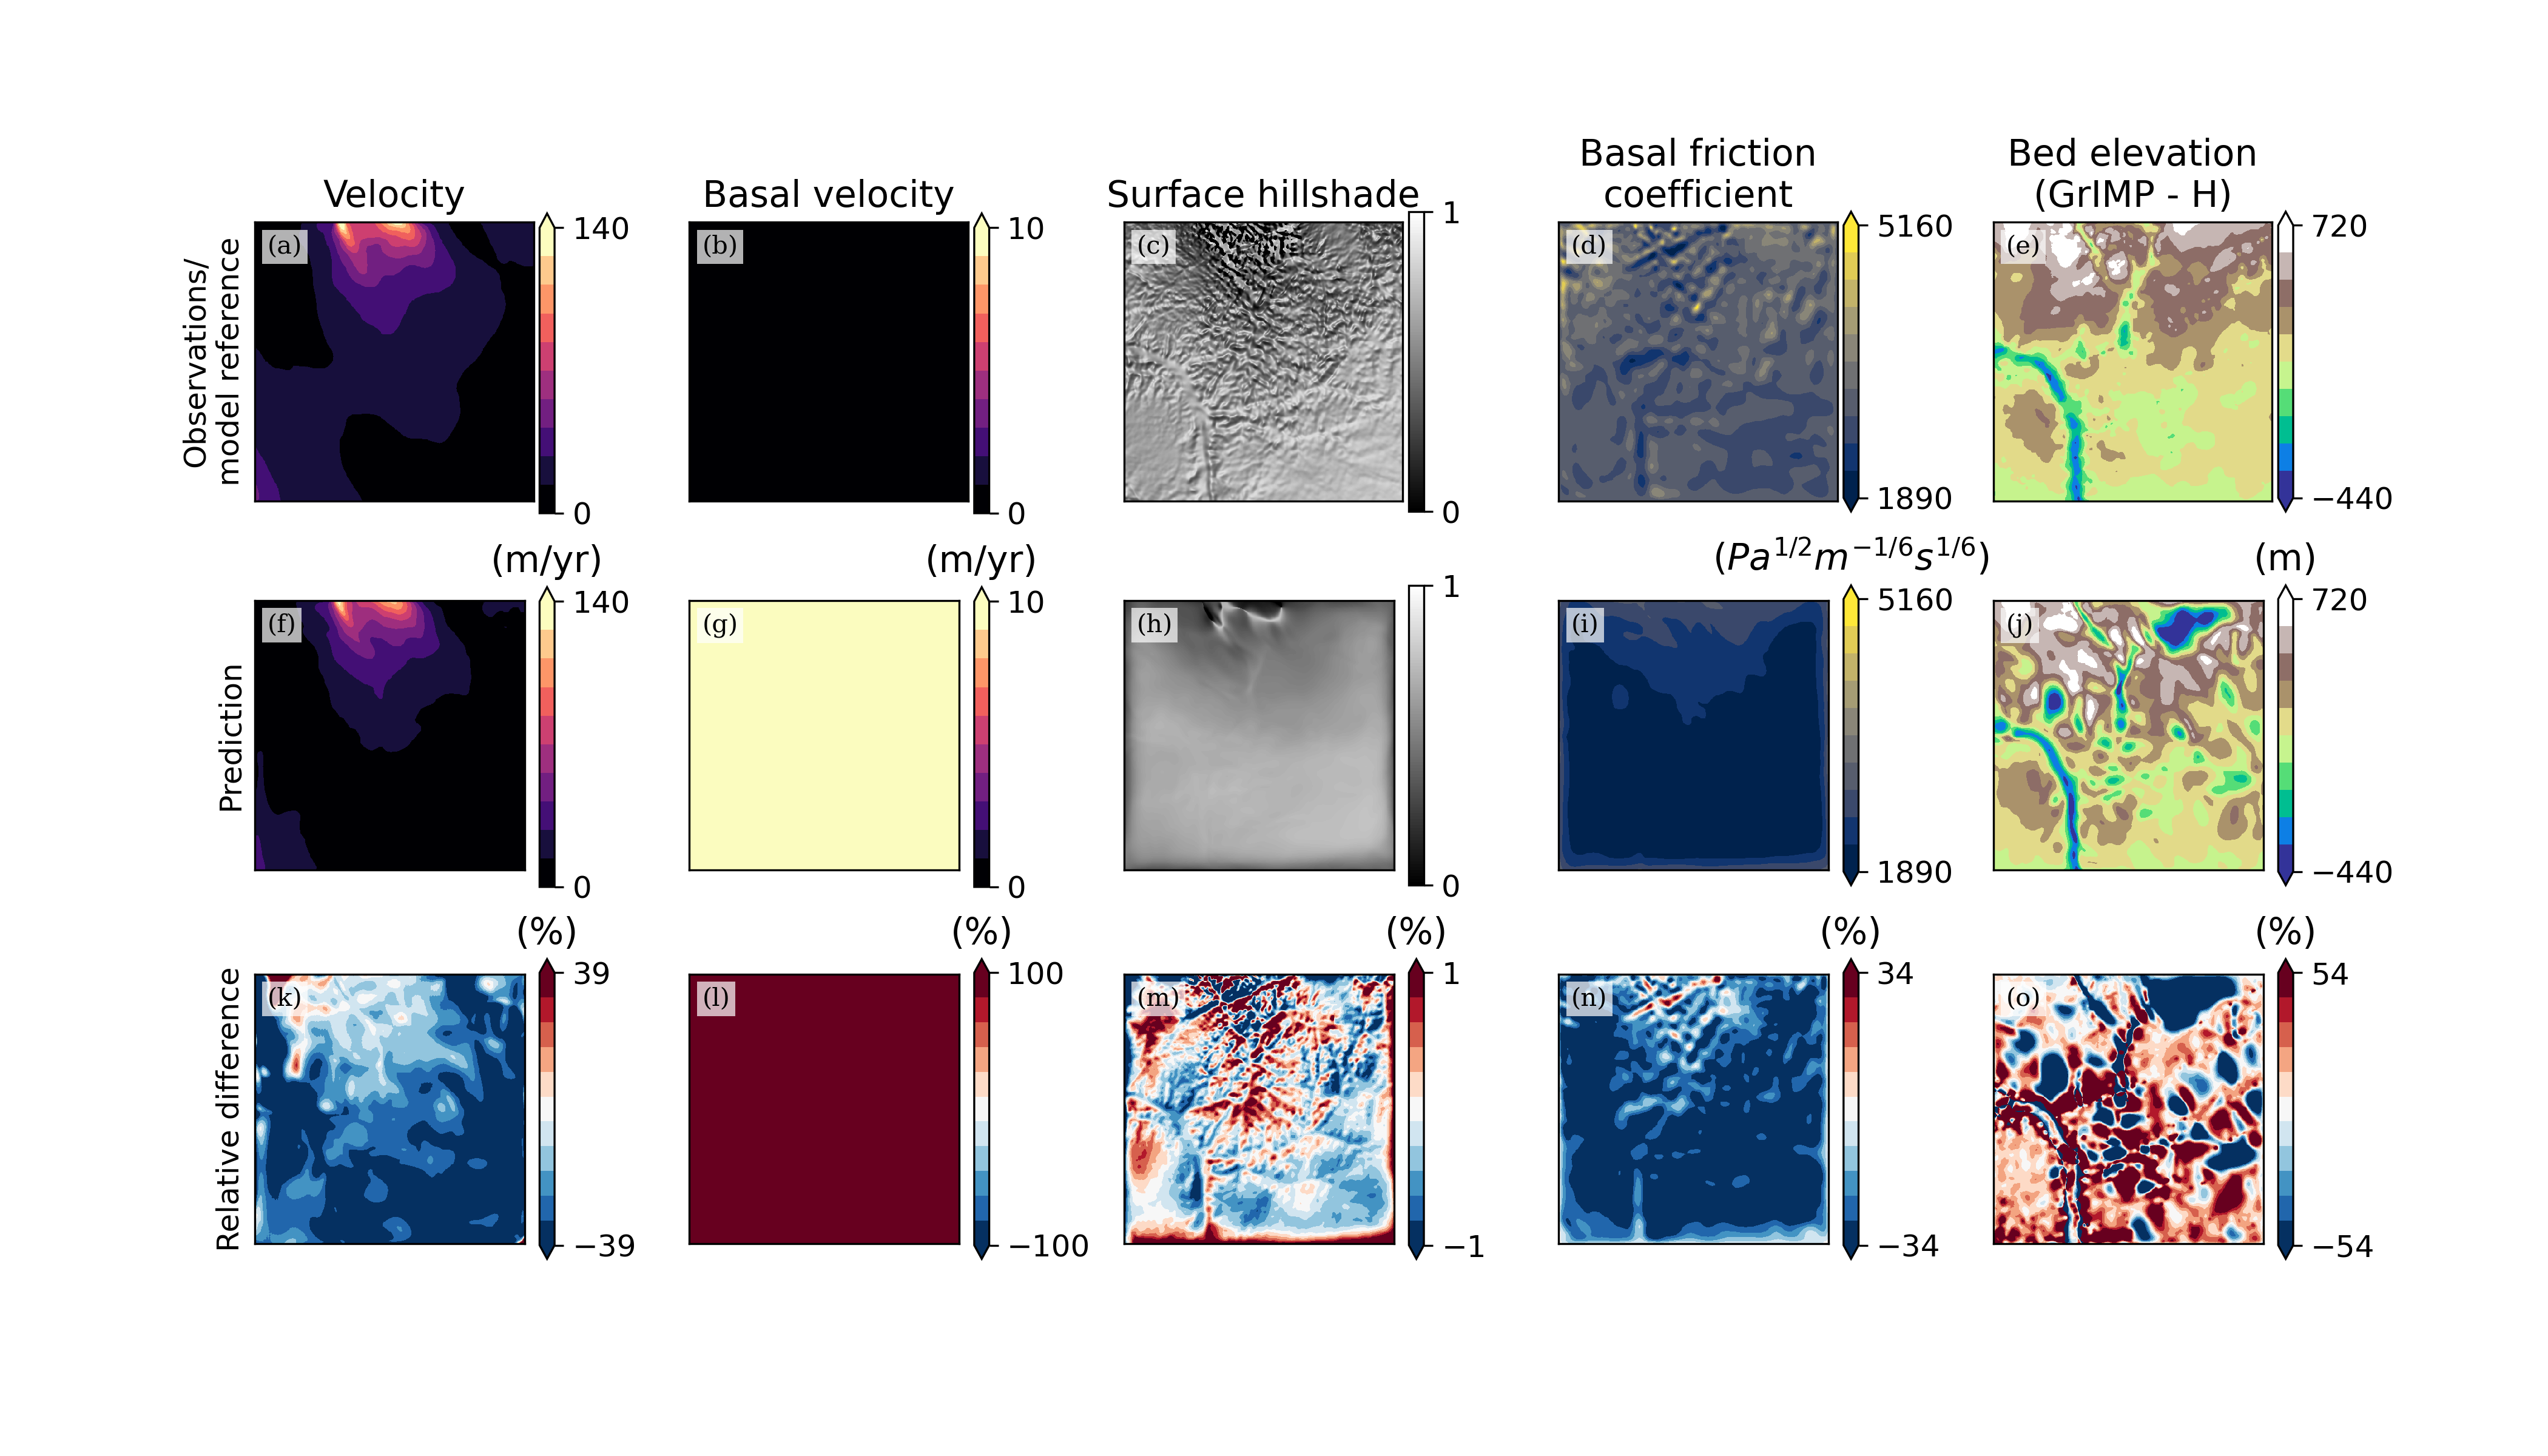 Velocity
Basal velocity
Surface hillshade
Basal friction
coefficient
Bed elevation
(GrIMP - H)
Observations/
model reference
(a)
140
0
(b)
10
0
(c)
1
0
(d)
5160
1890
(e)
720
−440
(m/yr)
(m/yr)
(Pa^{1/2}m^{−1/6}s^{1/6})
(m)
Prediction
(f)
140
0
(g)
10
0
(h)
1
0
(i)
5160
1890
(j)
720
−440
(%)
(%)
(%)
(%)
(%)
Relative difference
(k)
39
−39
(l)
100
−100
(m)
1
−1
(n)
34
−34
(o)
54
−54